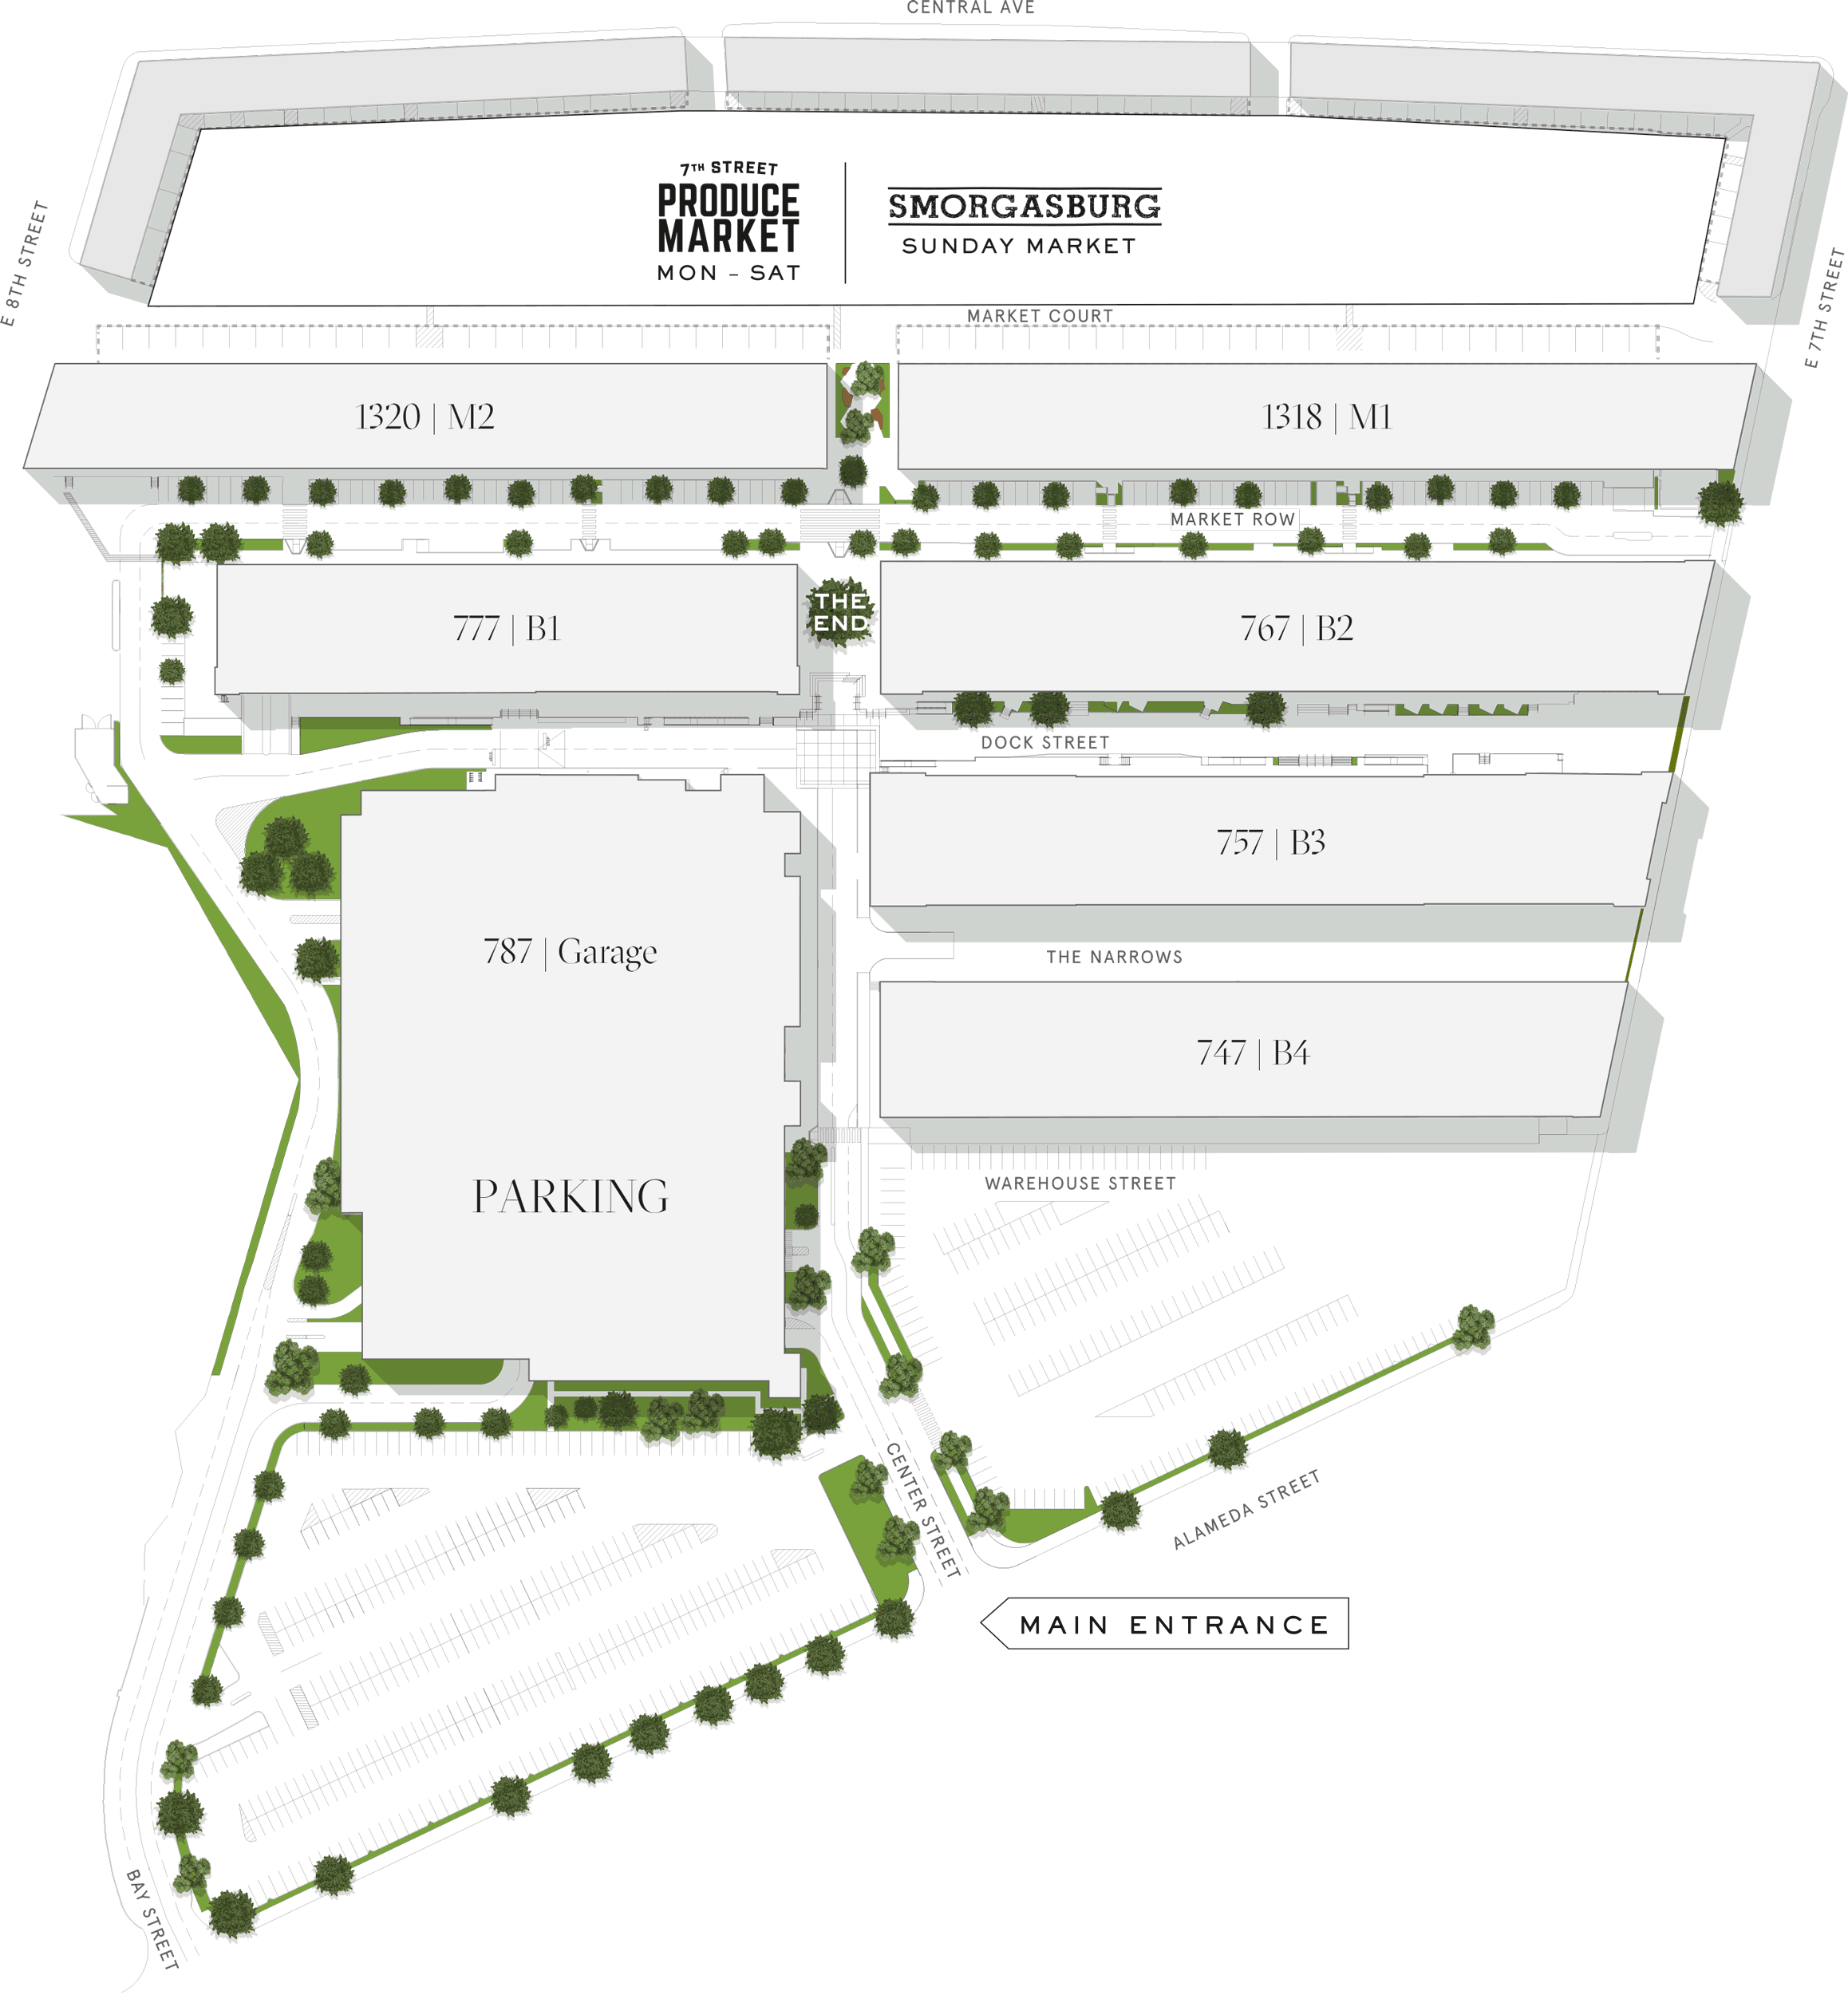 CENTRAL AVE
7TH STREET
PRODUCE
MARKET
MON – SAT
SMORGASBURG
SUNDAY MARKET
E 8TH STREET
E 7TH STREET
MARKET COURT
1320 | M2
1318 | M1
MARKET ROW
777 | B1
THE
END
767 | B2
DOCK STREET
757 | B3
787 | Garage
THE NARROWS
747 | B4
PARKING
WAREHOUSE STREET
CENTER STREET
ALAMEDA STREET
MAIN ENTRANCE
BAY STREET